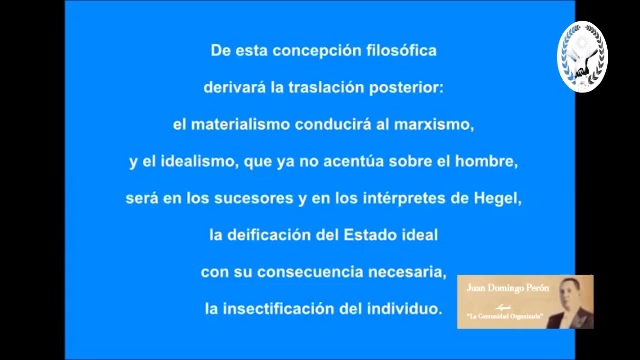 De esta concepción filosófica
derivará la traslación posterior:
el materialismo conducirá al marxismo,
y el idealismo, que ya no acentúa sobre el hombre,
será en los sucesores y en los intérpretes de Hegel,
la deificación del Estado ideal
con su consecuencia necesaria,
la insectificación del individuo.
Juan Domingo Perón
"La Comunidad Organizada"